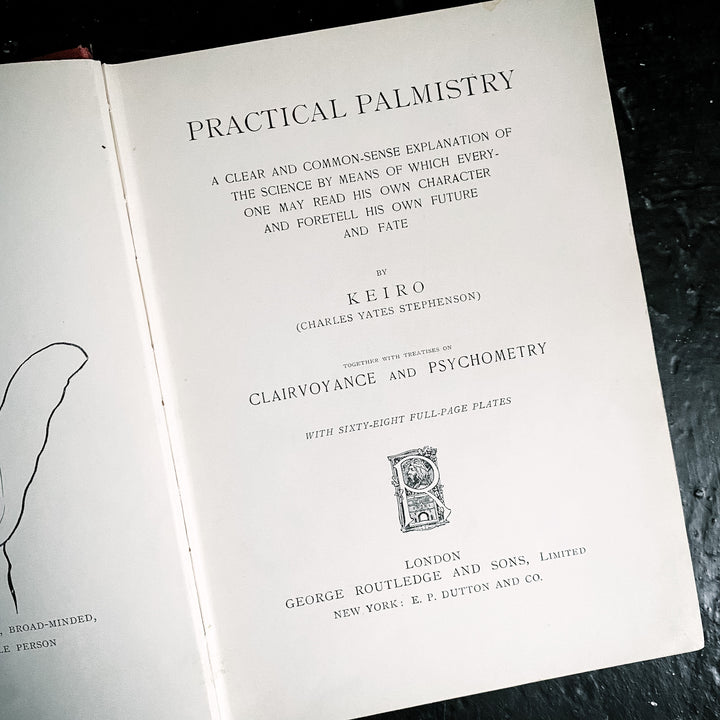 , BROAD-MINDED,
LE PERSON
PRACTICAL PALMISTRY
A CLEAR AND COMMON-SENSE EXPLANATION OF
THE SCIENCE BY MEANS OF WHICH EVERY-
ONE MAY READ HIS OWN CHARACTER
AND FORETELL HIS OWN FUTURE
AND FATE
BY
KEIRO
(CHARLES YATES STEPHENSON)
TOGETHER WITH TREATISES ON
CLAIRVOYANCE AND PSYCHOMETRY
WITH SIXTY-EIGHT FULL-PAGE PLATES
R
LONDON
GEORGE ROUTLEDGE AND SONS, LIMITED
NEW YORK: E. P. DUTTON AND CO.